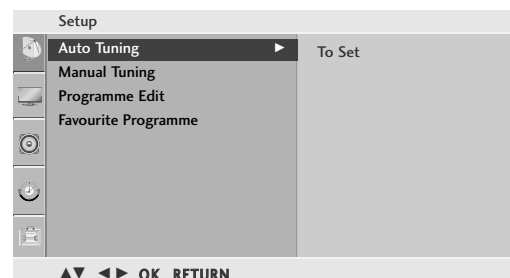 Setup
Auto Tuning ► To Set
Manual Tuning
Programme Edit
Favourite Programme
▲▼ ◄► OK RETURN